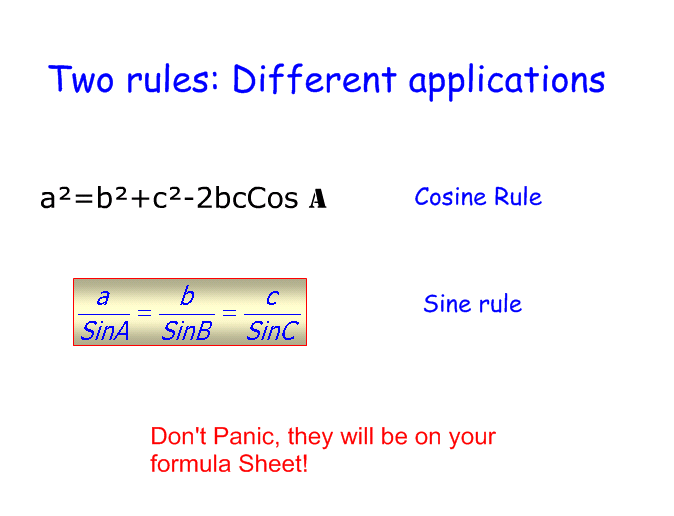 Two rules: Different applications
a²=b²+c²-2bcCos A
Cosine Rule
a/SinA = b/SinB = c/SinC
Sine rule
Don't Panic, they will be on your
formula Sheet!